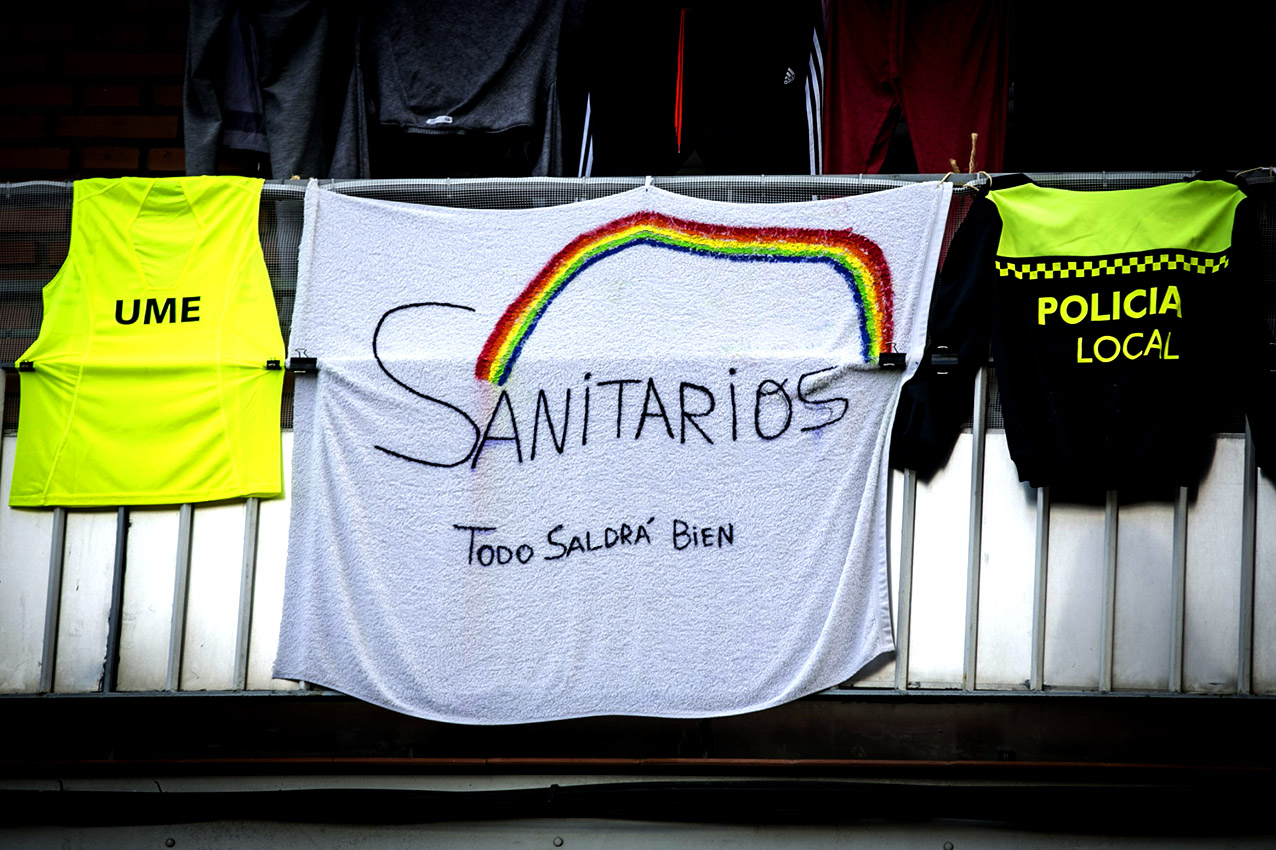 UME
SANiTARiOS
TODO SALDRÁ BiEN
POLICIA
LOCAL